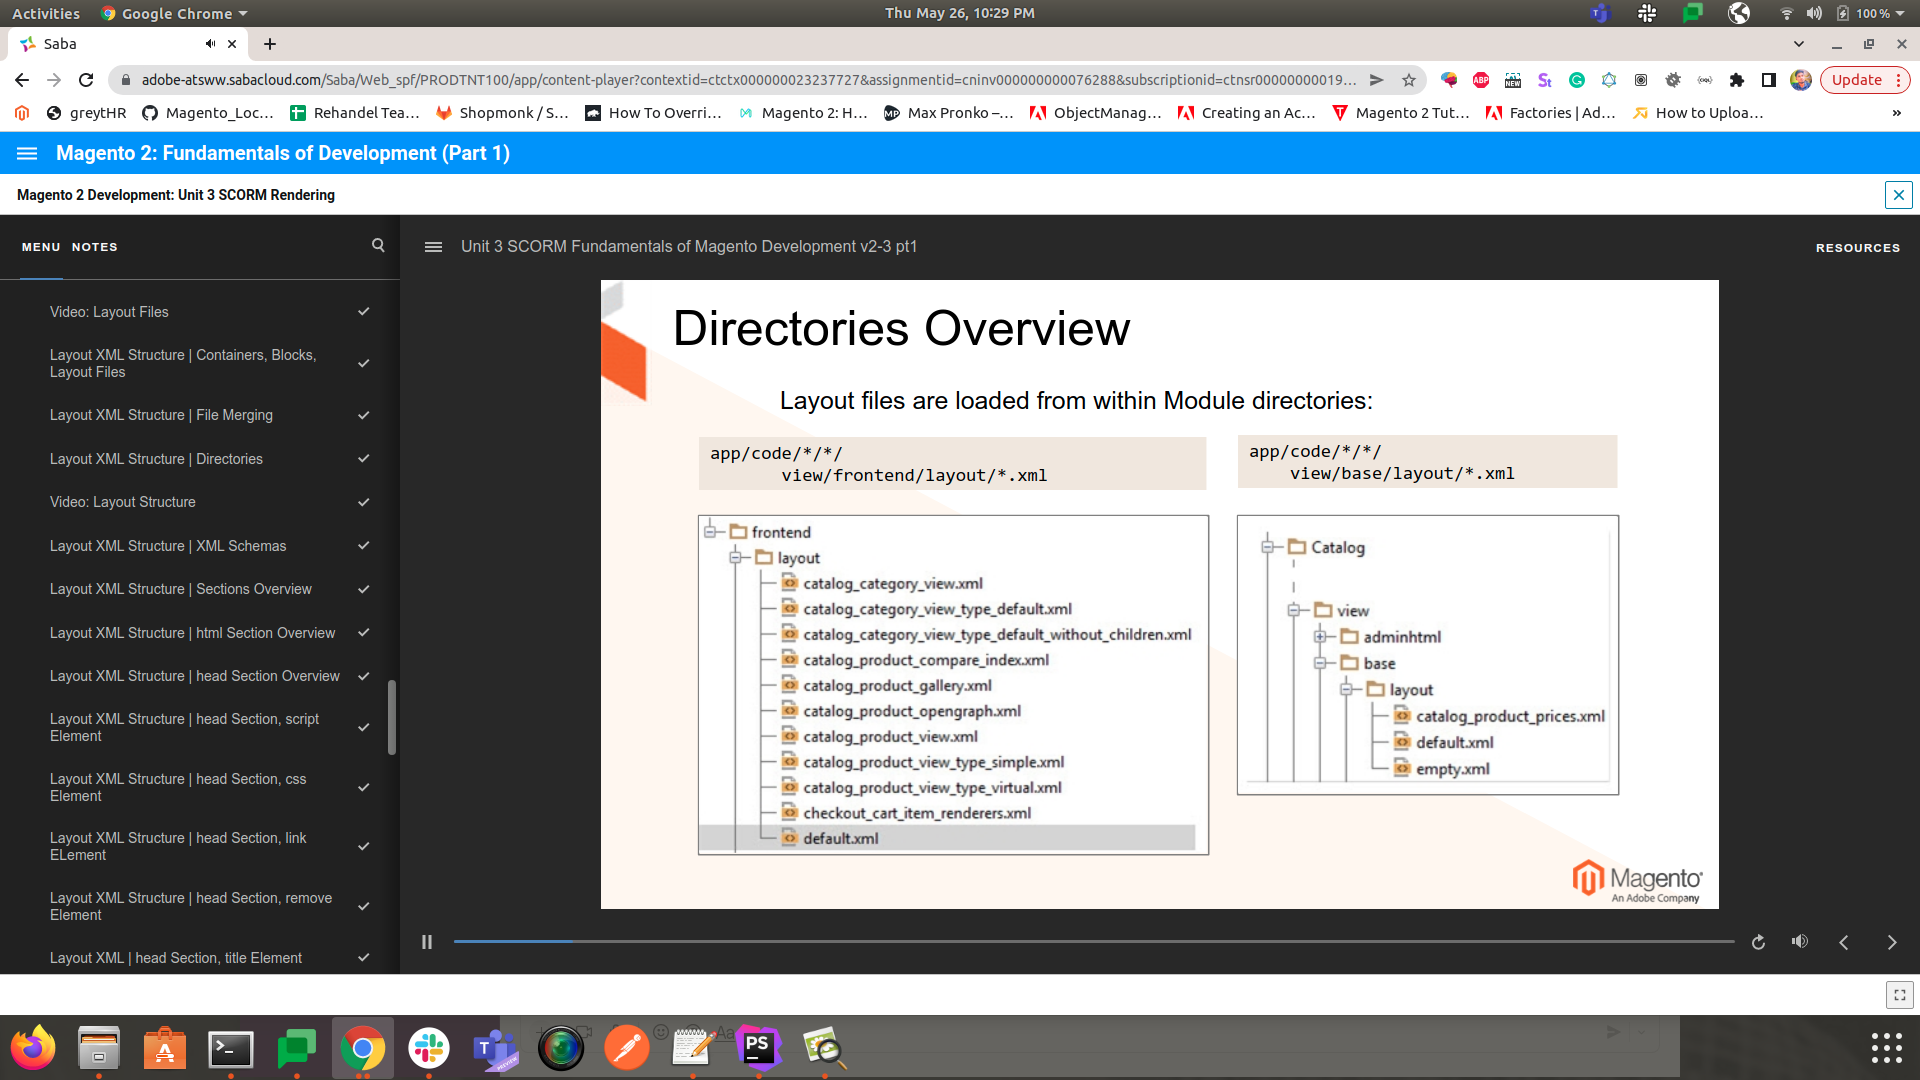 Activities
Google Chrome
Thu May 26, 10:29 PM
100 %
Saba
adobe-atsww.sabacloud.com/Saba/Web_spf/PRODTNT100/app/content-player?contextid=ctctx000000023237727&assignmentid=cninv000000000076288&subscriptionid=ctnsr00000000019...
Update
greytHR
Magento_Loc...
Rehandel Tea...
Shopmonk / S...
How To Overri...
Magento 2: H...
Max Pronko –...
ObjectManag...
Creating an Ac...
Magento 2 Tut...
Factories | Ad...
How to Uploa...
»
Magento 2: Fundamentals of Development (Part 1)
Magento 2 Development: Unit 3 SCORM Rendering
MENU NOTES
Unit 3 SCORM Fundamentals of Magento Development v2-3 pt1
RESOURCES
Video: Layout Files
Layout XML Structure | Containers, Blocks,
Layout Files
Layout XML Structure | File Merging
Layout XML Structure | Directories
Video: Layout Structure
Layout XML Structure | XML Schemas
Layout XML Structure | Sections Overview
Layout XML Structure | html Section Overview
Layout XML Structure | head Section Overview
Layout XML Structure | head Section, script
Element
Layout XML Structure | head Section, css
Element
Layout XML Structure | head Section, link
ELement
Layout XML Structure | head Section, remove
Element
Layout XML | head Section, title Element
Directories Overview
Layout files are loaded from within Module directories:
app/code/*/*/
view/frontend/layout/*.xml
app/code/*/*/
view/base/layout/*.xml
frontend
layout
catalog_category_view.xml
catalog_category_view_type_default.xml
catalog_category_view_type_default_without_children.xml
catalog_product_compare_index.xml
catalog_product_gallery.xml
catalog_product_opengraph.xml
catalog_product_view.xml
catalog_product_view_type_simple.xml
catalog_product_view_type_virtual.xml
checkout_cart_item_renderers.xml
default.xml
Catalog
view
adminhtml
base
layout
catalog_product_prices.xml
default.xml
empty.xml
Magento
An Adobe Company